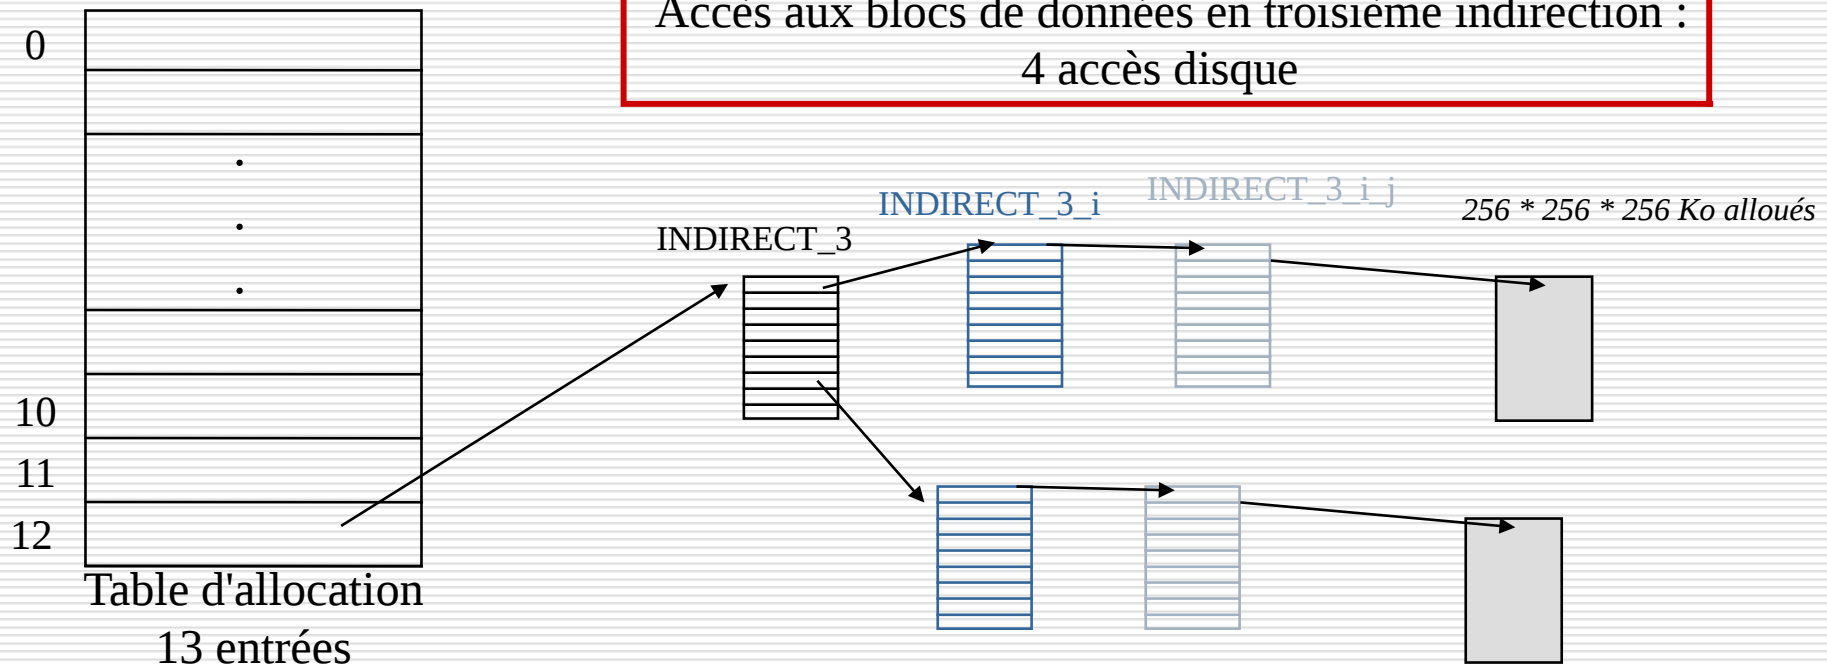 Accès aux blocs de données en troisième indirection :
4 accès disque
0
INDIRECT_3_i_j
INDIRECT_3_i
256 * 256 * 256 Ko alloués
INDIRECT_3
10
11
12
Table d'allocation
13 entrées